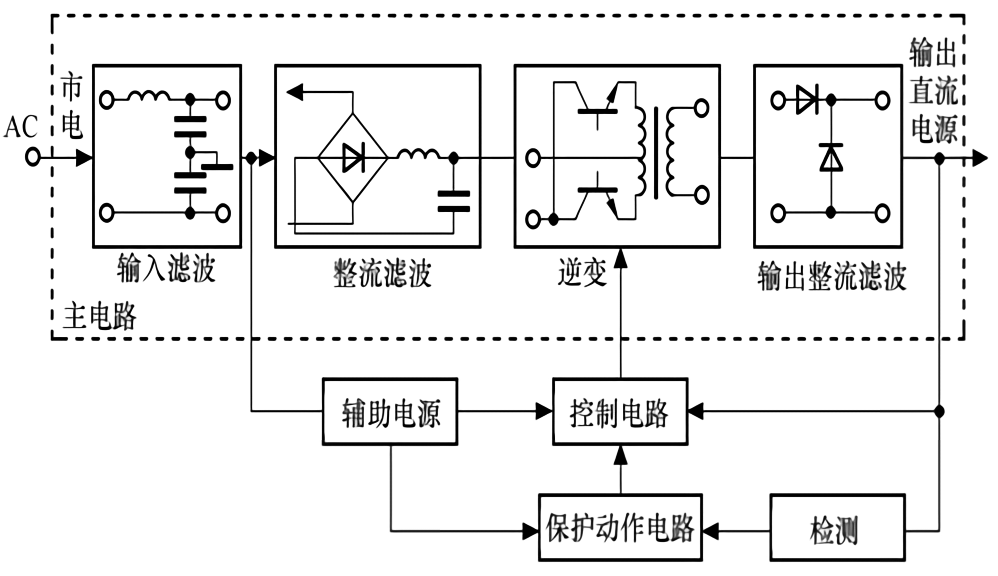 AC
市电
输入滤波
整流滤波
逆变
输出整流滤波
输出
直流
电源
主电路
辅助电源
控制电路
保护动作电路
检测